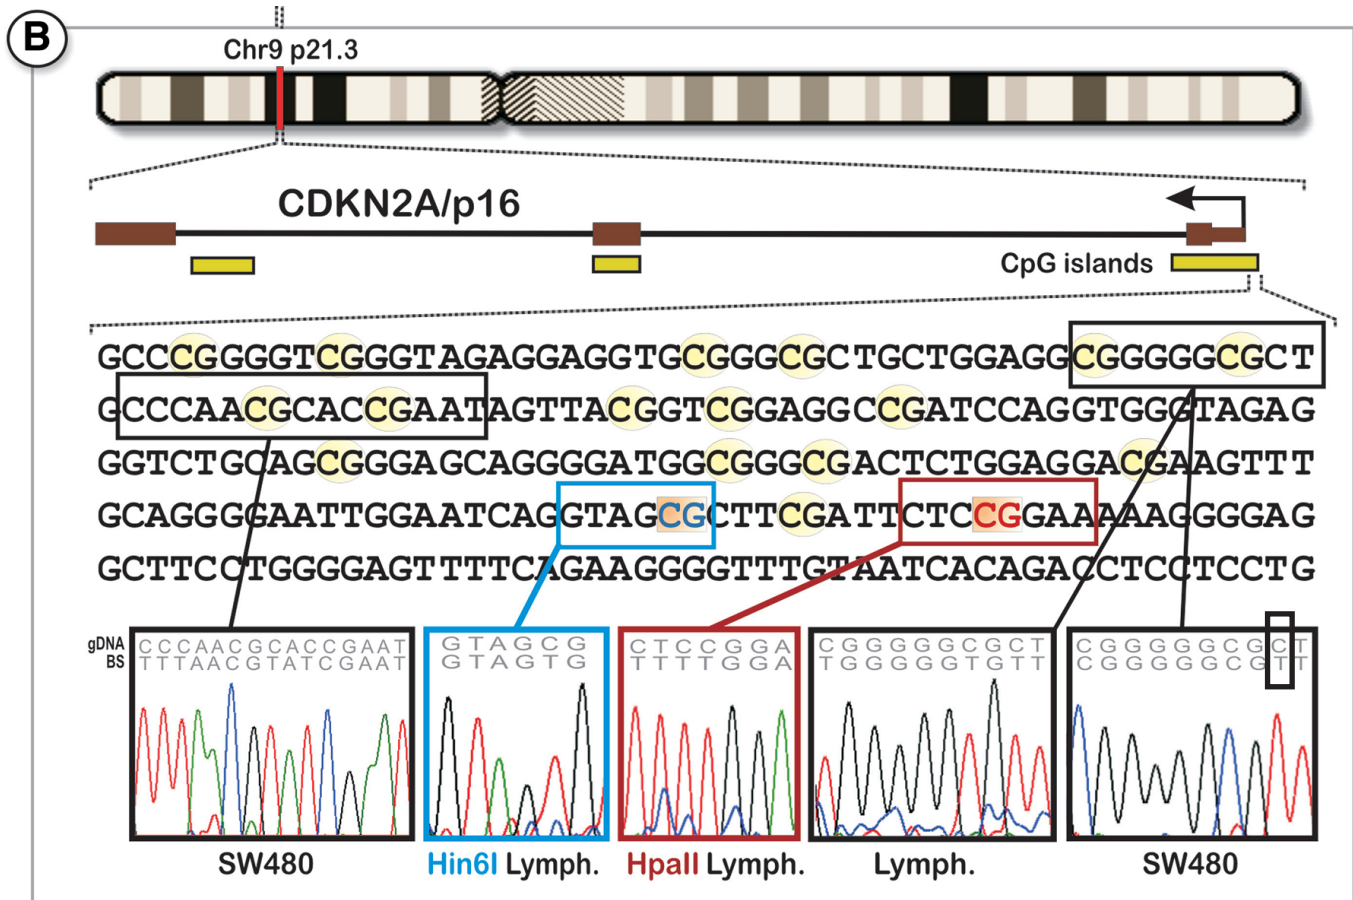 B
Chr9 p21.3
CDKN2A/p16
CpG islands
GCCCGGGGTCGGGTAGAGGAGGTGCGGGCGCTGCTGGAGGCGGGGGCGCT
GCCCAACGCACCGAATAGTTACGGTCGGAGGCCGATCCAGGTGGGTAGAG
GGTCTGCAGCGGGAGCAGGGGATGGCGGGCGACTCTGGAGGACGAAGTTT
GCAGGGGAATTGGAATCAGGTAGCGCTTCGATTCTCCGGAAAAAGGGGAG
GCTTCCTGGGGAGTTTTCAGAAGGGGTTTGTAATCACAGACCTCCTCCTG
gDNA CCCAACGCACCGAAT GTAGCG CTCCGGA CGGGGGCGCT CGGGGGCGCT
BS TTTAACGTATCGAAT GTAGTG TTTTGGA TGGGGGTGTT CGGGGGCGTT
SW480 Hin6I Lymph. HpaII Lymph. Lymph. SW480